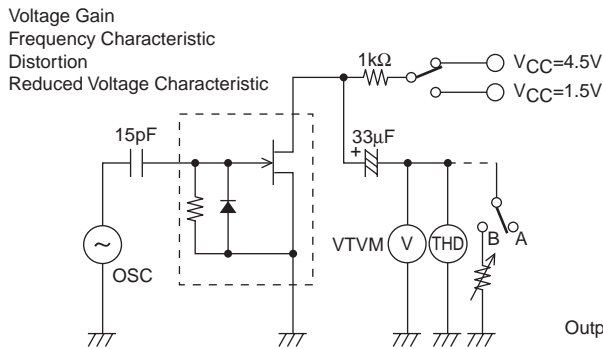 Voltage Gain
Frequency Characteristic
Distortion
Reduced Voltage Characteristic
1kΩ
VCC=4.5V
VCC=1.5V
15pF
33μF
+
VTVM
V
THD
B
A
~
OSC
Outp